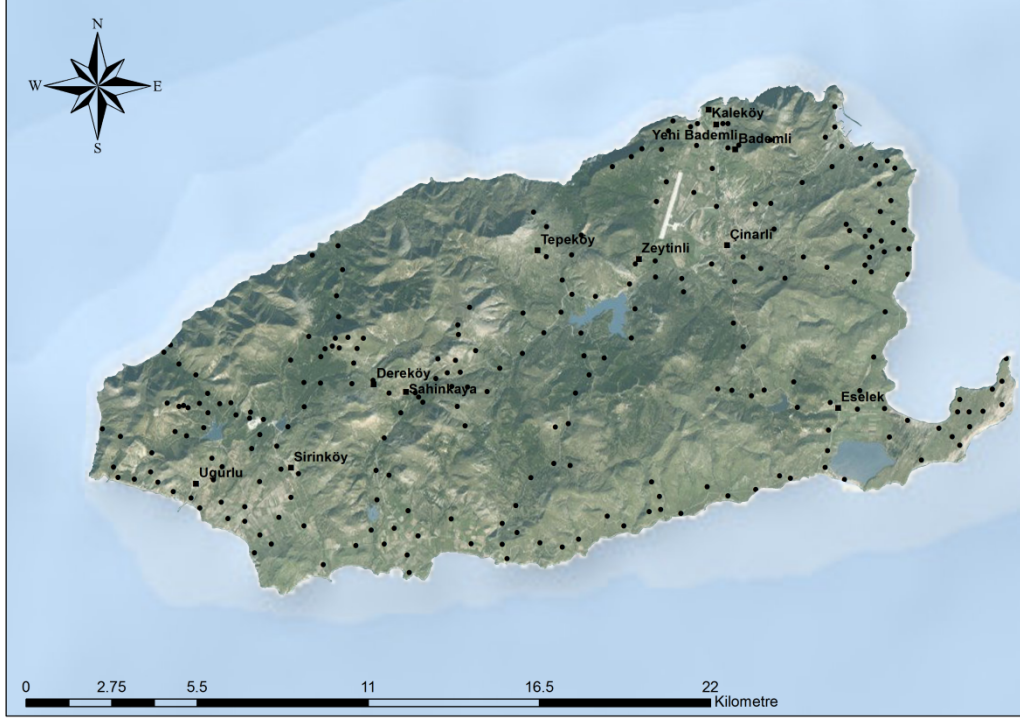 N
W
E
S
Kaleköy
Yeni Bademli
Bademli
Çinarli
Tepeköy
Zeytinli
Dereköy
Sahinkaya
Eselek
Sirinköy
Ugurlu
0
2.75
5.5
11
16.5
22
Kilometre